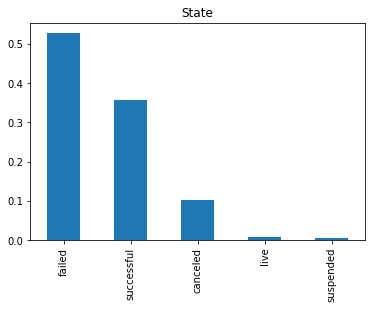 State
0.5
0.4
0.3
0.2
0.1
0.0
failed
successful
canceled
live
suspended